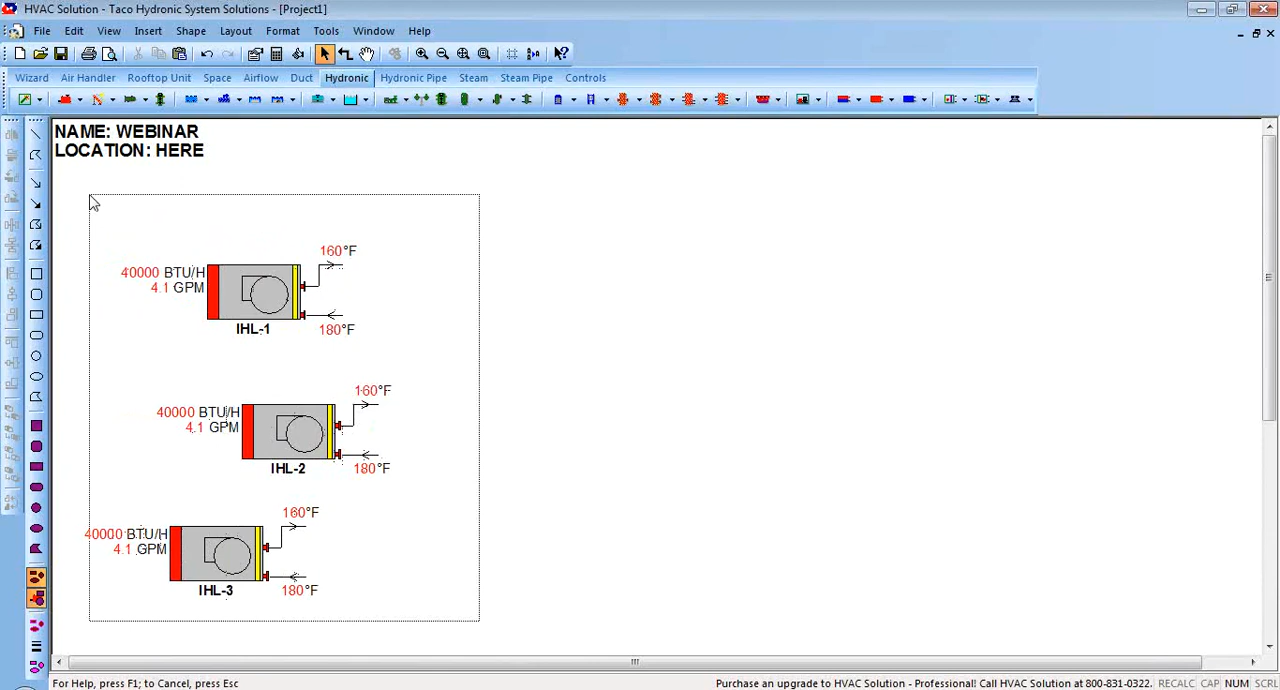 HVAC Solution - Taco Hydronic System Solutions - [Project1]
File Edit View Insert Shape Layout Format Tools Window Help
Wizard Air Handler Rooftop Unit Space Airflow Duct Hydronic Hydronic Pipe Steam Steam Pipe Controls
NAME: WEBINAR
LOCATION: HERE
160°F
40000 BTU/H
4.1 GPM
IHL-1
180°F
160°F
40000 BTU/H
4.1 GPM
IHL-2
180°F
160°F
40000 BTU/H
4.1 GPM
IHL-3
180°F
For Help, press F1; to Cancel, press Esc
Purchase an upgrade to HVAC Solution - Professional! Call HVAC Solution at 800-831-0322. RECALC CAP NUM SCRL